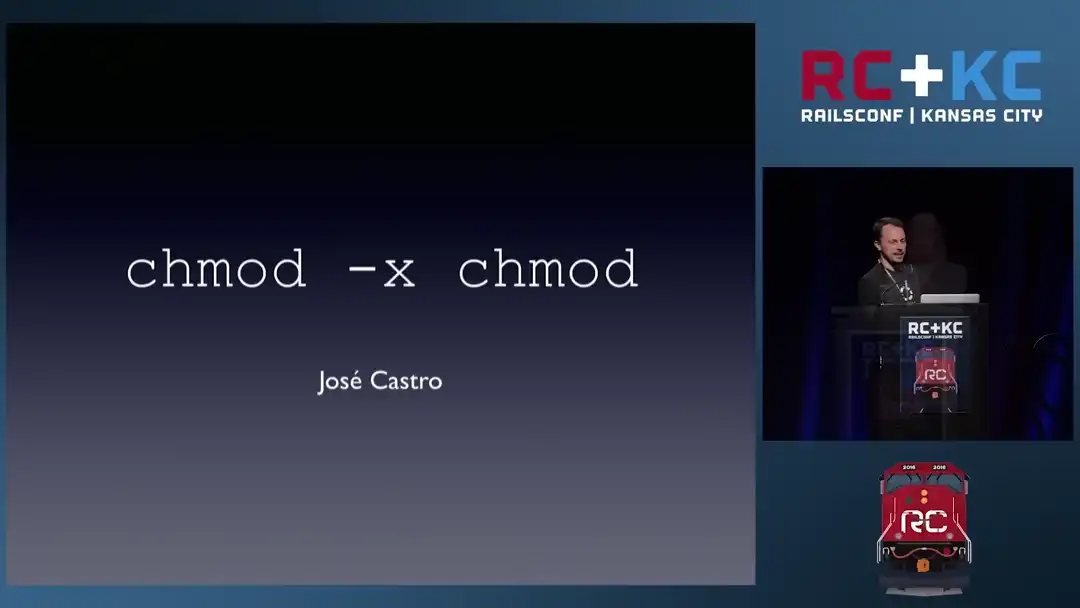 chmod -x chmod
José Castro
RC+KC
RAILSCONF | KANSAS CITY
RC+KC
RAILSCONF | KANSAS CITY
RC
2016 2016
RC